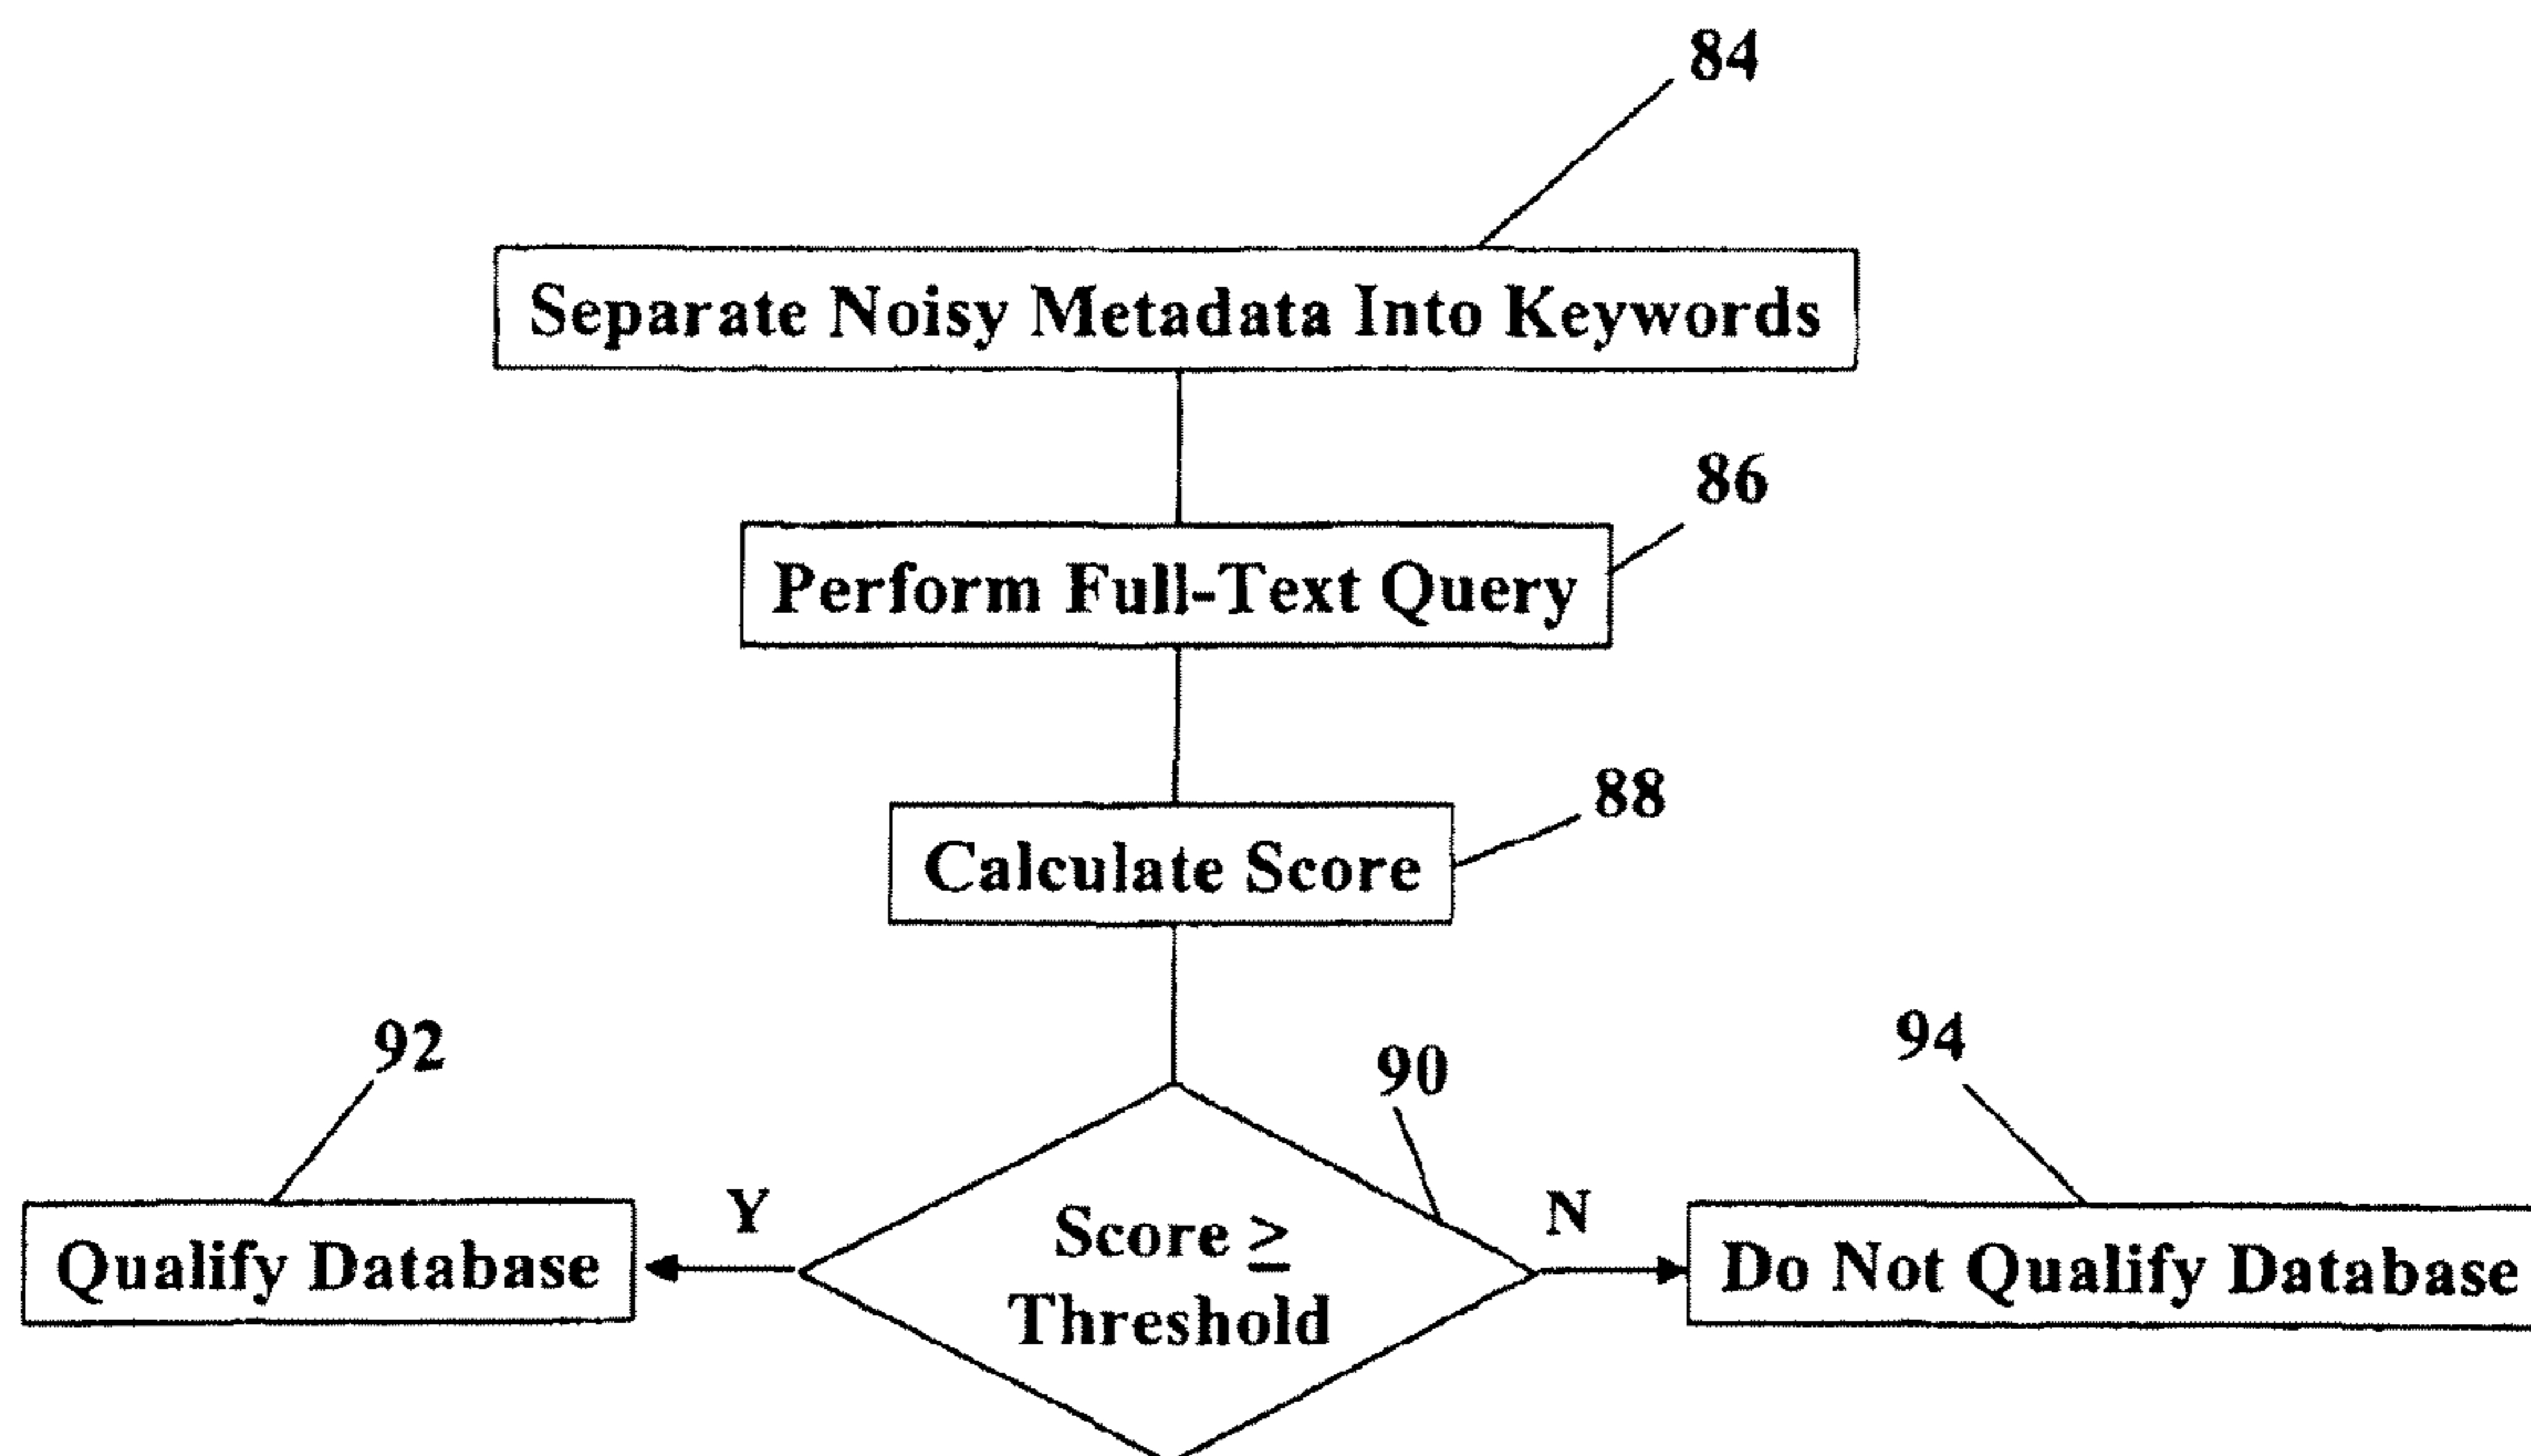 84
Separate Noisy Metadata Into Keywords
86
Perform Full-Text Query
88
Calculate Score
92
90
94
Y
N
Qualify Database
Score ≥
Threshold
Do Not Qualify Database